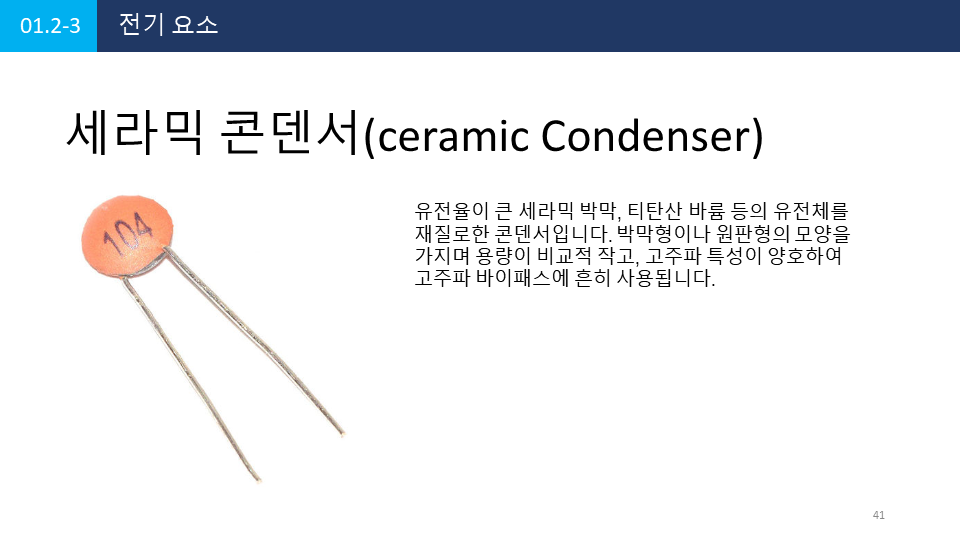 01.2-3
전기 요소
세라믹 콘덴서(ceramic Condenser)
104
유전율이 큰 세라믹 박막, 티탄산 바륨 등의 유전체를
재질로한 콘덴서입니다. 박막형이나 원판형의 모양을
가지며 용량이 비교적 작고, 고주파 특성이 양호하여
고주파 바이패스에 흔히 사용됩니다.
41